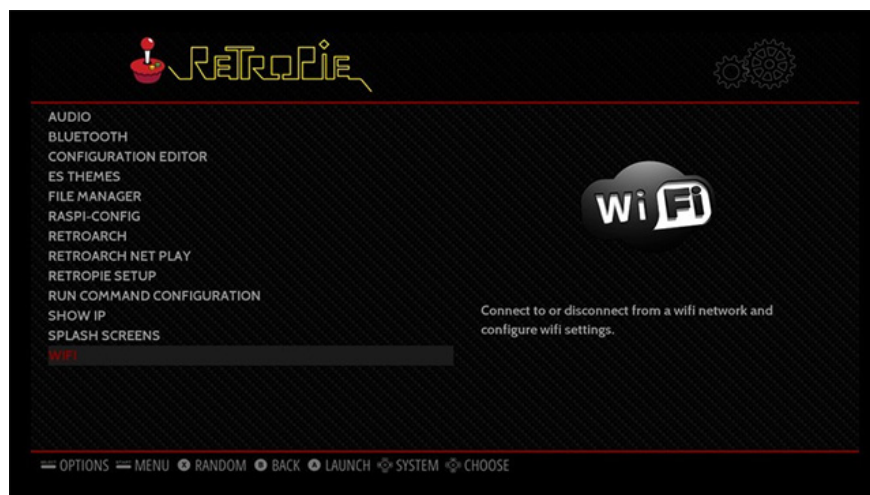 RETROPIE
AUDIO
BLUETOOTH
CONFIGURATION EDITOR
ES THEMES
FILE MANAGER
RASPI-CONFIG
RETROARCH
RETROARCH NET PLAY
RETROPIE SETUP
RUN COMMAND CONFIGURATION
SHOW IP
SPLASH SCREENS
WIFI
Wi Fi
Connect to or disconnect from a wifi network and
configure wifi settings.
OPTIONS MENU X RANDOM B BACK A LAUNCH SYSTEM CHOOSE